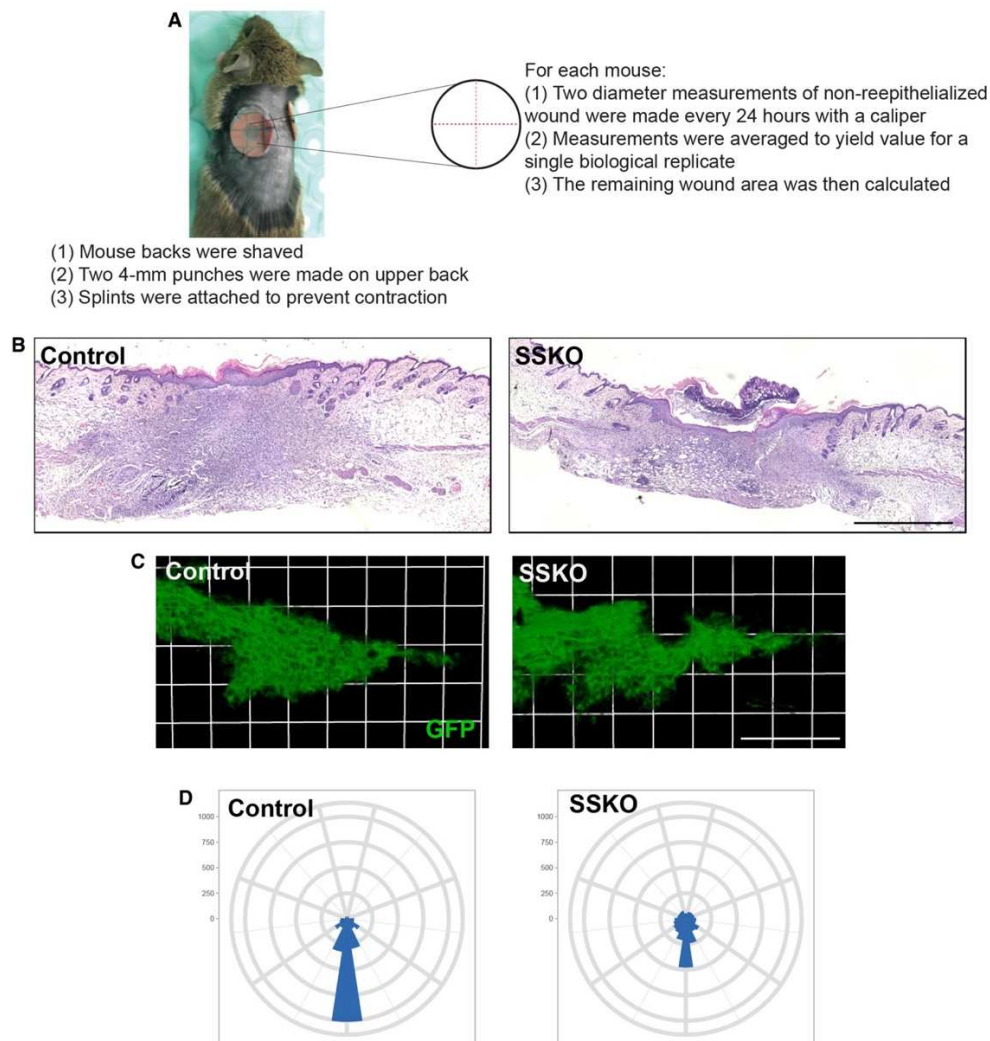 A
For each mouse:
(1) Two diameter measurements of non-reepithelialized
wound were made every 24 hours with a caliper
(2) Measurements were averaged to yield value for a
single biological replicate
(3) The remaining wound area was then calculated
(1) Mouse backs were shaved
(2) Two 4-mm punches were made on upper back
(3) Splints were attached to prevent contraction
B
Control
SSKO
C
Control
GFP
SSKO
D
Control
1000
750
500
250
0
SSKO
1000
750
500
250
0